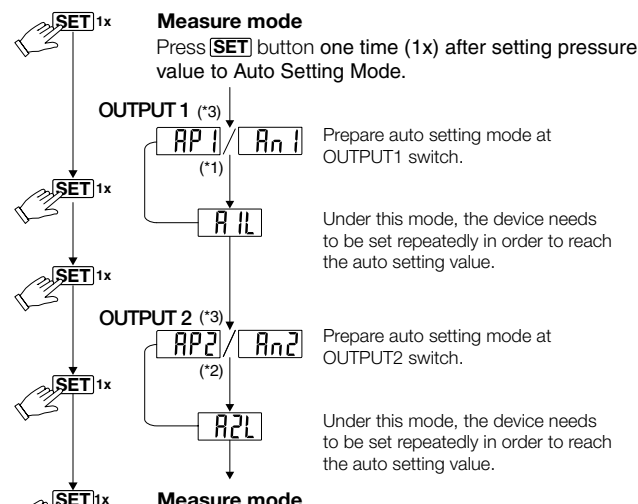 SET 1x Measure mode
Press SET button one time (1x) after setting pressure
value to Auto Setting Mode.
OUTPUT 1 (*3)
AP1 / An1 Prepare auto setting mode at
(*1) OUTPUT1 switch.
SET 1x A1L Under this mode, the device needs
to be set repeatedly in order to reach
the auto setting value.
SET 1x
OUTPUT 2 (*3)
AP2 / An2 Prepare auto setting mode at
(*2) OUTPUT2 switch.
SET 1x
A2L Under this mode, the device needs
to be set repeatedly in order to reach
the auto setting value.
SET 1x Measure mode